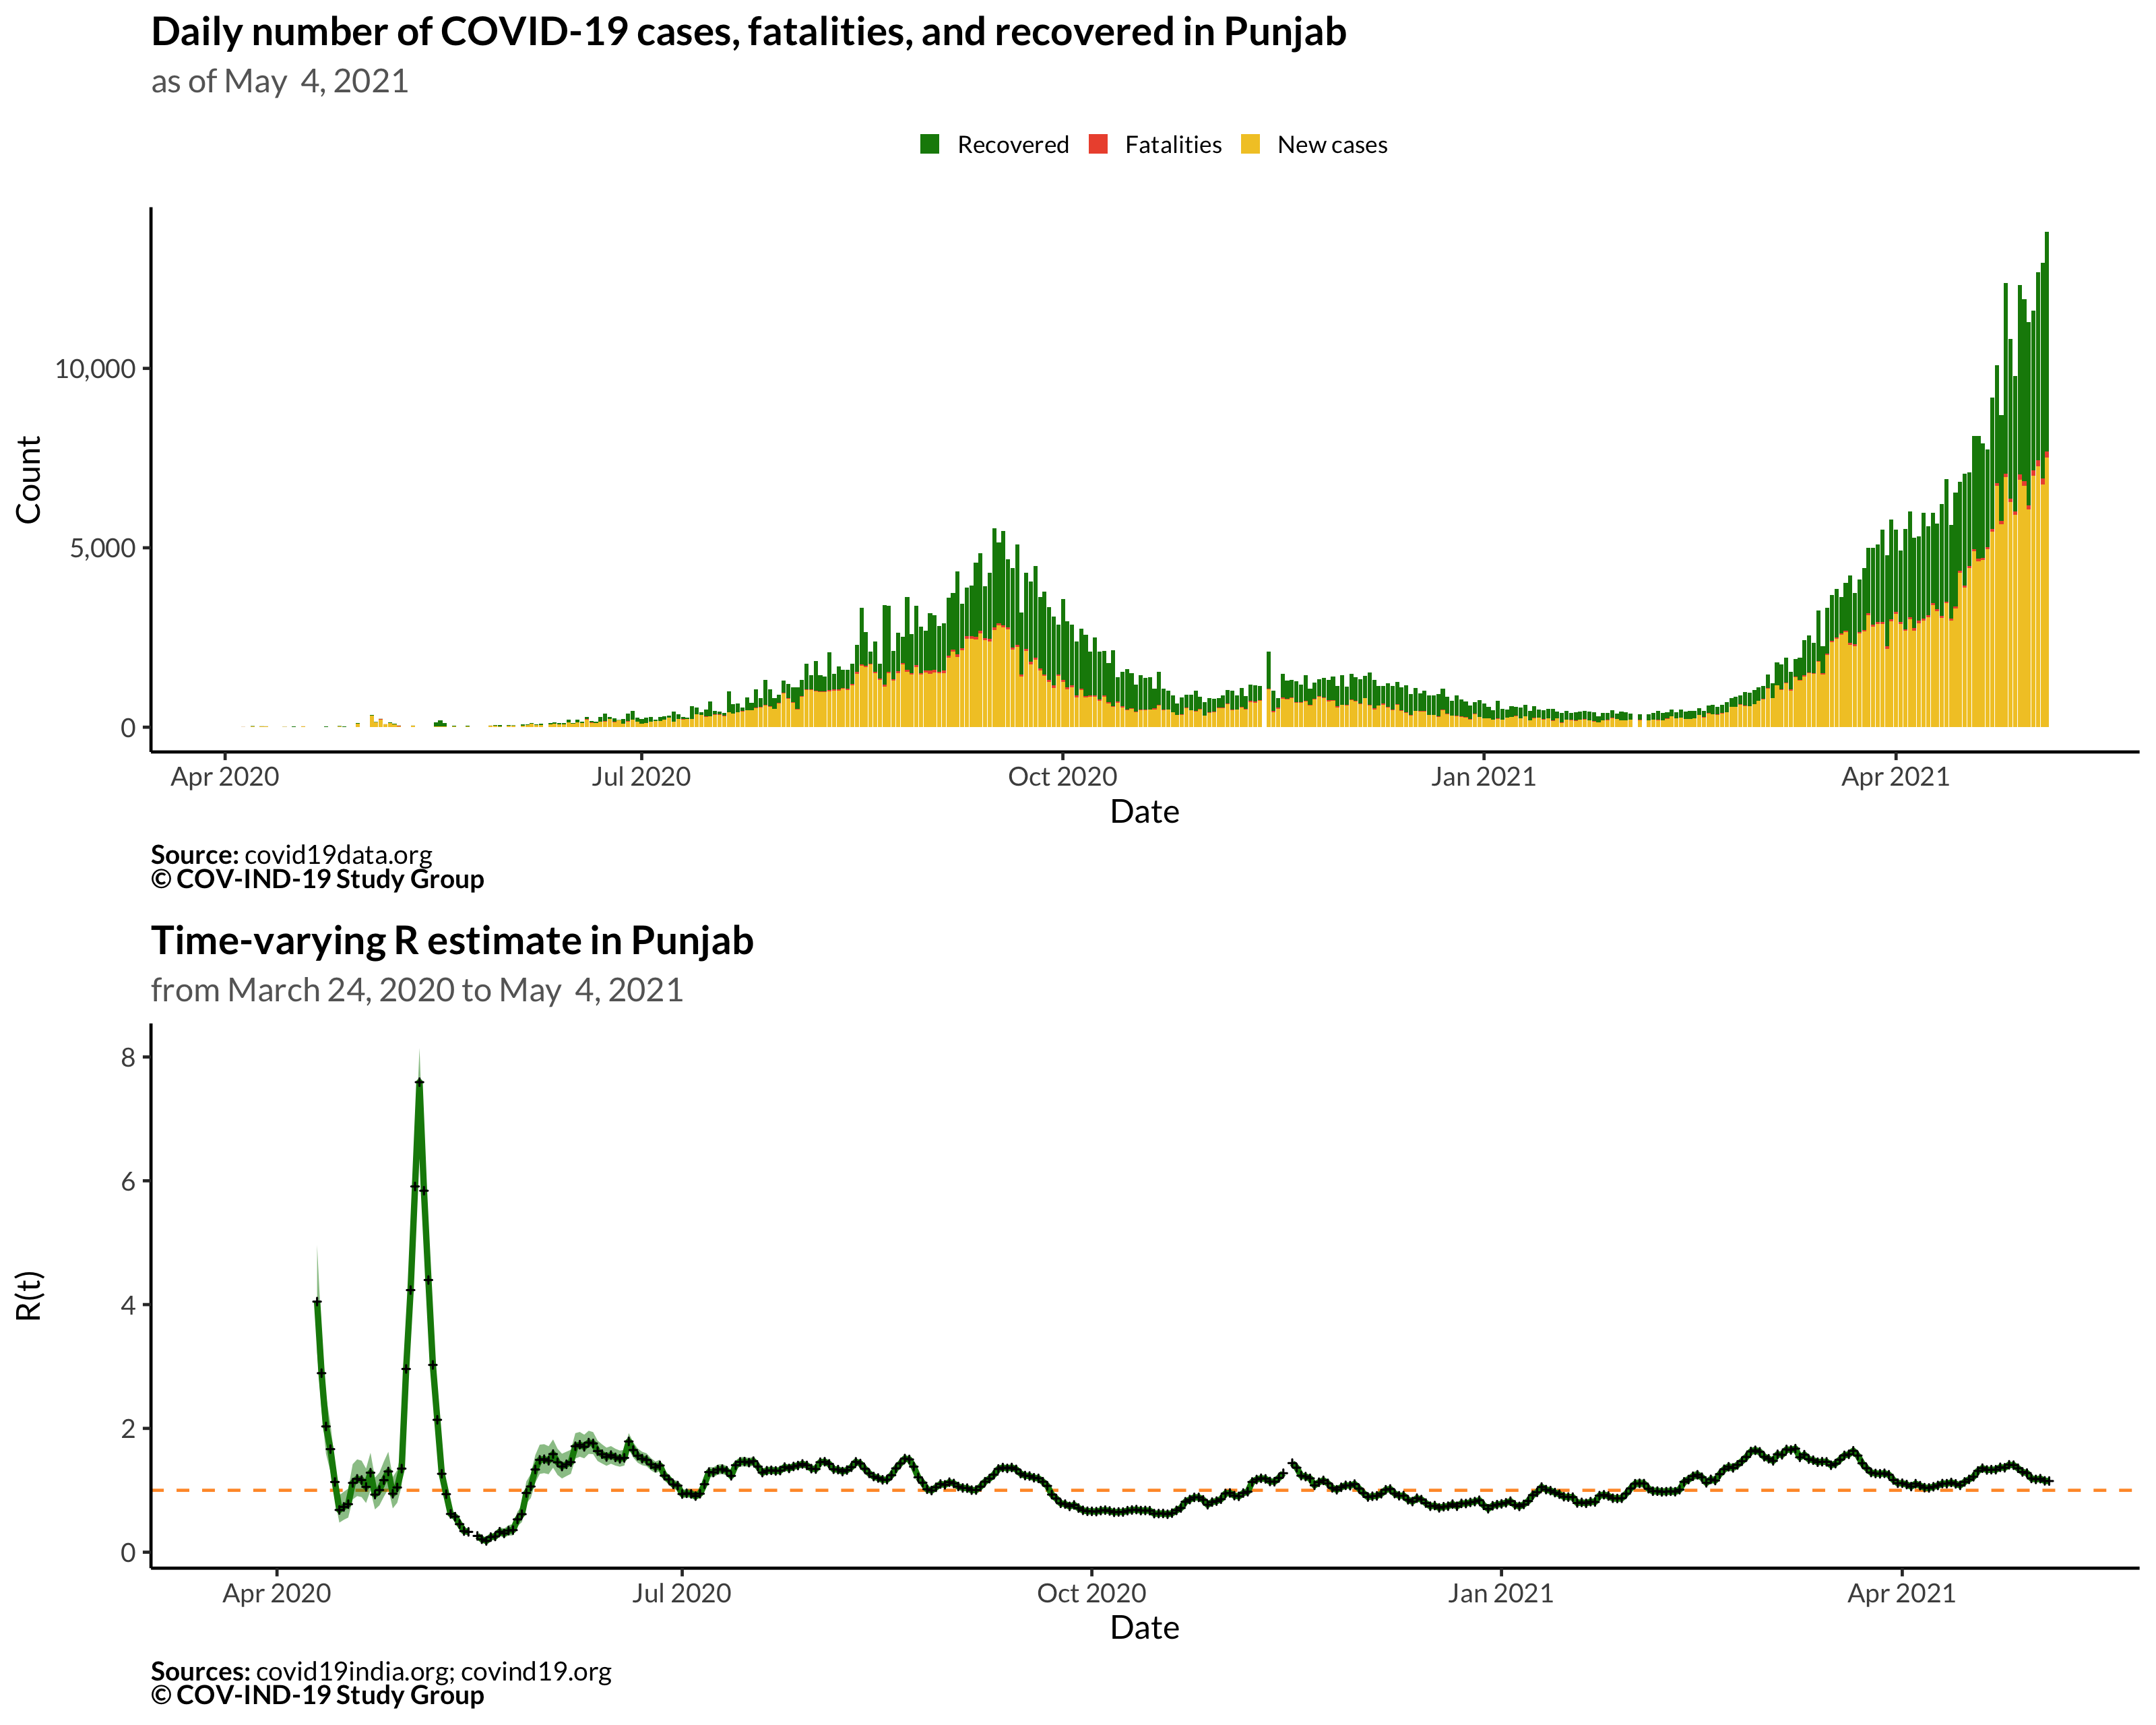 Daily number of COVID-19 cases, fatalities, and recovered in Punjab
as of May  4, 2021
Recovered Fatalities New cases
Count
10,000
5,000
0
Apr 2020 Jul 2020 Oct 2020 Jan 2021 Apr 2021
Date
Source: covid19data.org
© COV-IND-19 Study Group
Time-varying R estimate in Punjab
from March 24, 2020 to May  4, 2021
R(t)
8
6
4
2
0
Apr 2020 Jul 2020 Oct 2020 Jan 2021 Apr 2021
Date
Sources: covid19india.org; covind19.org
© COV-IND-19 Study Group